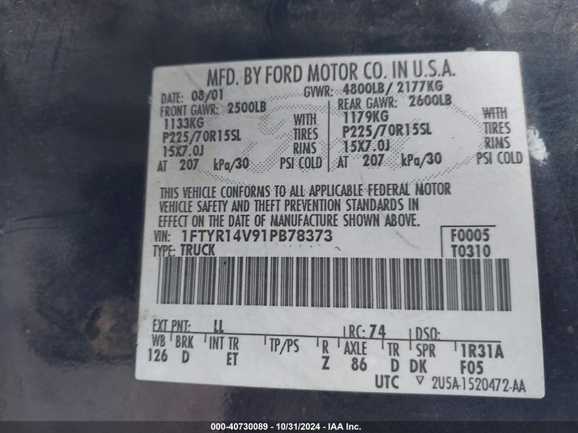 MFD. BY FORD MOTOR CO. IN U.S.A.
DATE: 08/01 GVWR: 4800LB/ 2177KG
FRONT GAWR: 2500LB REAR GAWR: 2600LB
1133KG WITH 1179KG WITH
P225/70R15SL TIRES P225/70R15SL TIRES
15X7.0J RIMS 15X7.0J RIMS
AT 207 kPa/30 PSI COLD AT 207 kPa/30 PSI COLD
THIS VEHICLE CONFORMS TO ALL APPLICABLE FEDERAL MOTOR
VEHICLE SAFETY AND THEFT PREVENTION STANDARDS IN
EFFECT ON THE DATE OF MANUFACTURE SHOWN ABOVE.
VIN: 1FTYR14V91PB78373 F0005
TYPE: TRUCK T0310
EXT PNT: LL RC: 74 DSO:
WB BRK INT TR TP/PS R AXLE TR SPR 1R31A
126 D ET Z 86 D DK F05
UTC ▽ 2U5A-1520472-AA
000-40730089 - 10/31/2024 - IAA Inc.